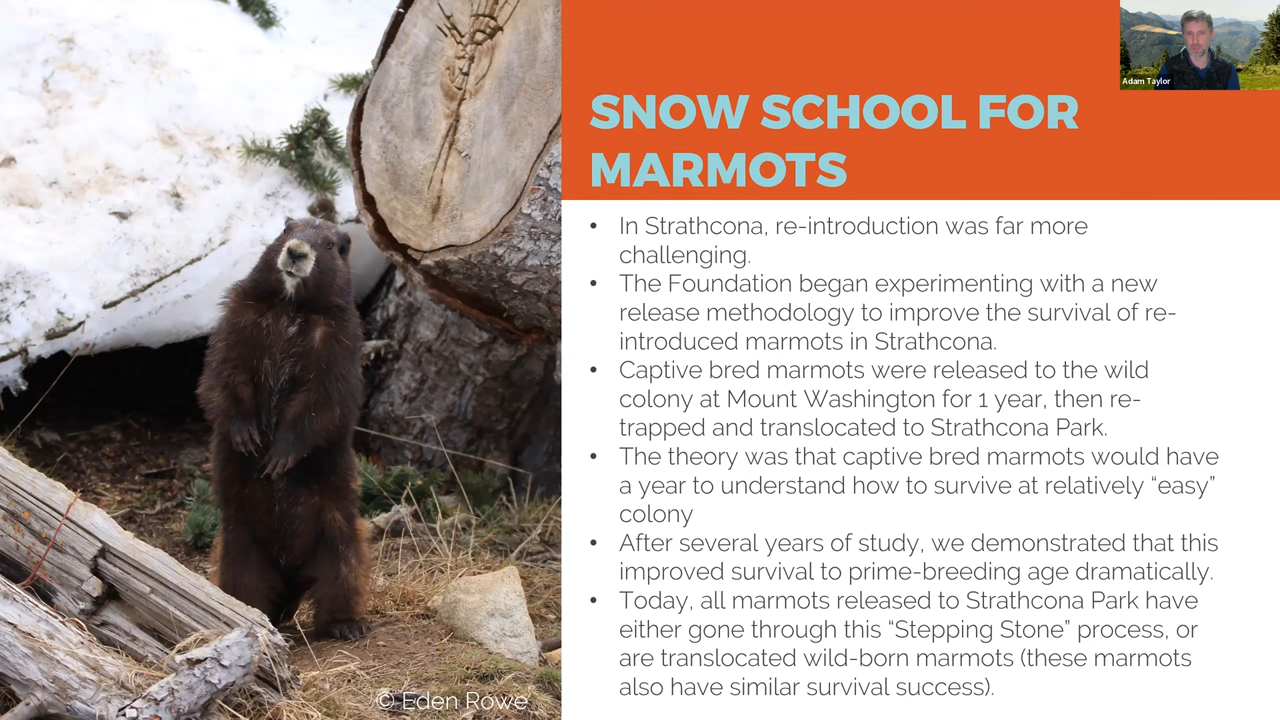 Adam Taylor
SNOW SCHOOL FOR
MARMOTS
• In Strathcona, re-introduction was far more
challenging.
• The Foundation began experimenting with a new
release methodology to improve the survival of re-
introduced marmots in Strathcona.
• Captive bred marmots were released to the wild
colony at Mount Washington for 1 year, then re-
trapped and translocated to Strathcona Park.
• The theory was that captive bred marmots would have
a year to understand how to survive at relatively “easy”
colony
• After several years of study, we demonstrated that this
improved survival to prime-breeding age dramatically.
• Today, all marmots released to Strathcona Park have
either gone through this “Stepping Stone” process, or
are translocated wild-born marmots (these marmots
also have similar survival success).
© Eden Rowe